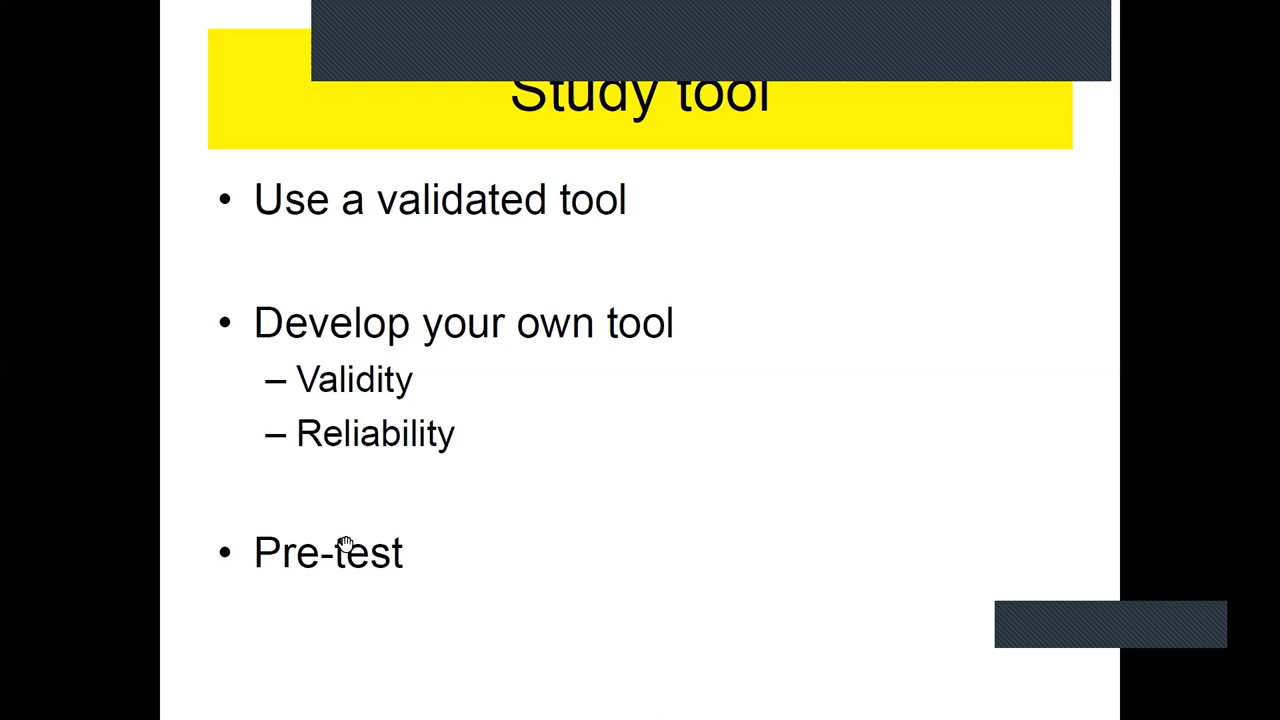 Study tool
• Use a validated tool
• Develop your own tool
– Validity
– Reliability
• Pre-test